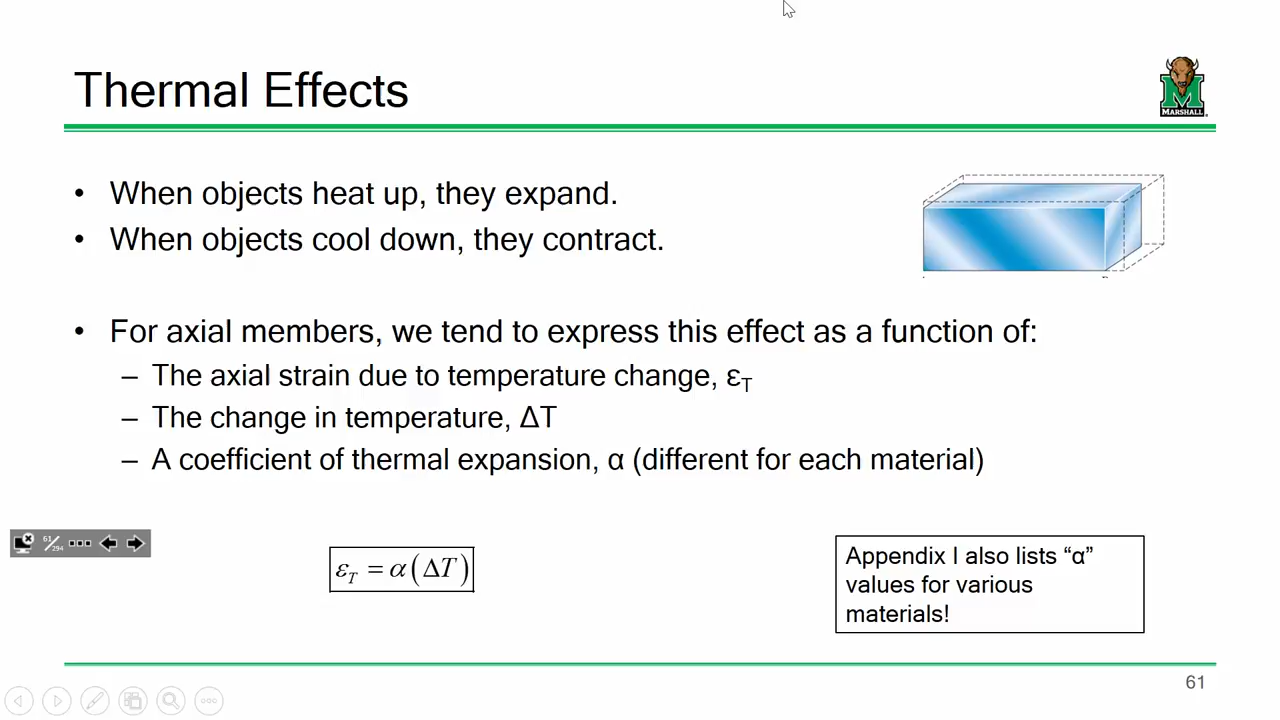 Thermal Effects
MARSHALL
• When objects heat up, they expand.
• When objects cool down, they contract.
• For axial members, we tend to express this effect as a function of:
– The axial strain due to temperature change, εT
– The change in temperature, ΔT
– A coefficient of thermal expansion, α (different for each material)
61/294
εT = α(ΔT)
Appendix I also lists “α”
values for various
materials!
61